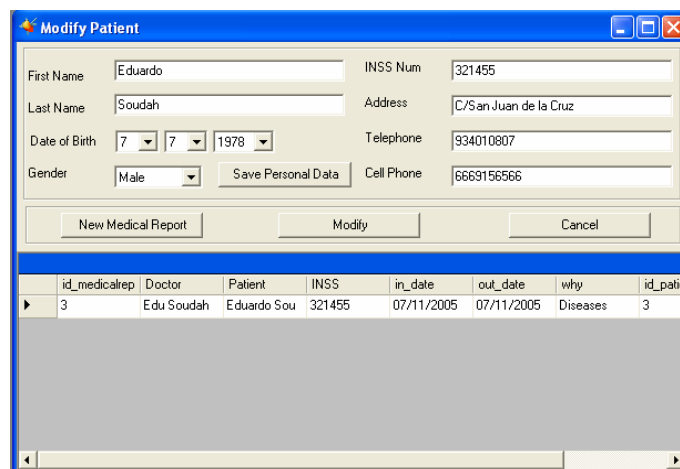 Modify Patient
First Name Eduardo INSS Num 321455
Last Name Soudah Address C/San Juan de la Cruz
Date of Birth 7 7 1978 Telephone 934010807
Gender Male Save Personal Data Cell Phone 6669156566
New Medical Report Modify Cancel
id_medicalrep Doctor Patient INSS in_date out_date why id_pati
3 Edu Soudah Eduardo Sou 321455 07/11/2005 07/11/2005 Diseases 3